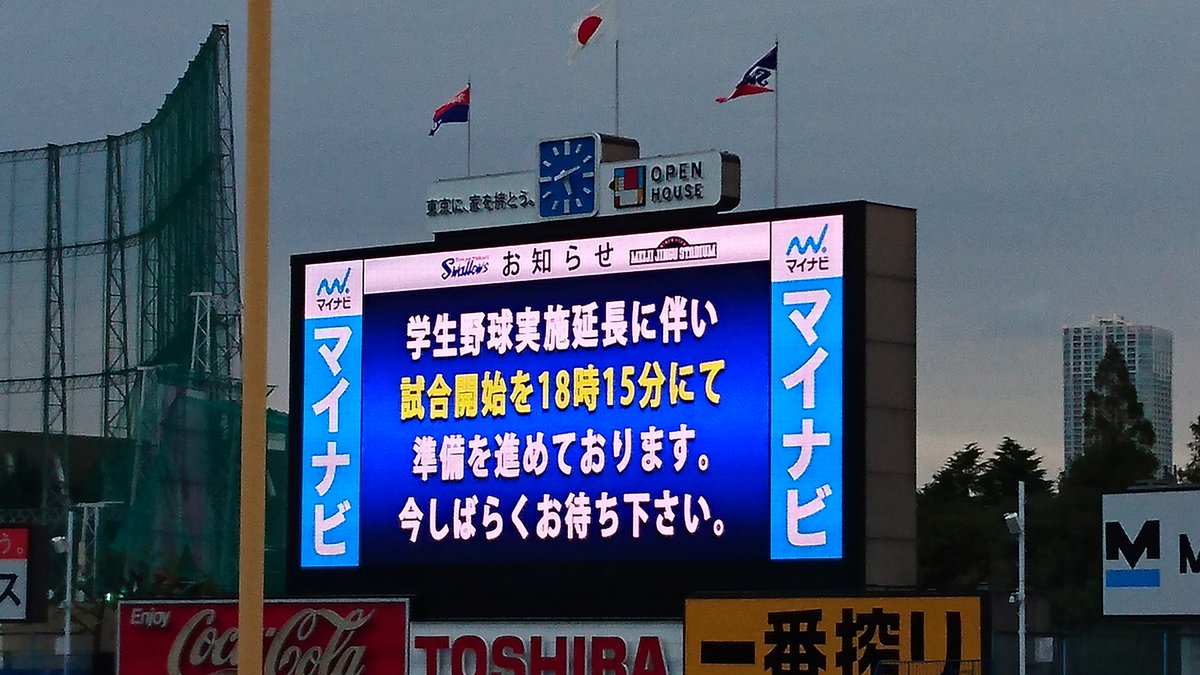 東京に、家を持とう。
OPEN
HOUSE
Swallows お知らせ MEIJI JINGU STADIUM
マイナビ
マイナビ
マイナビ
マイナビ
学生野球実施延長に伴い
試合開始を18時15分にて
準備を進めております。
今しばらくお待ち下さい。
う。
ス
M
Enjoy
Coca-Cola
TOSHIBA
一番搾り